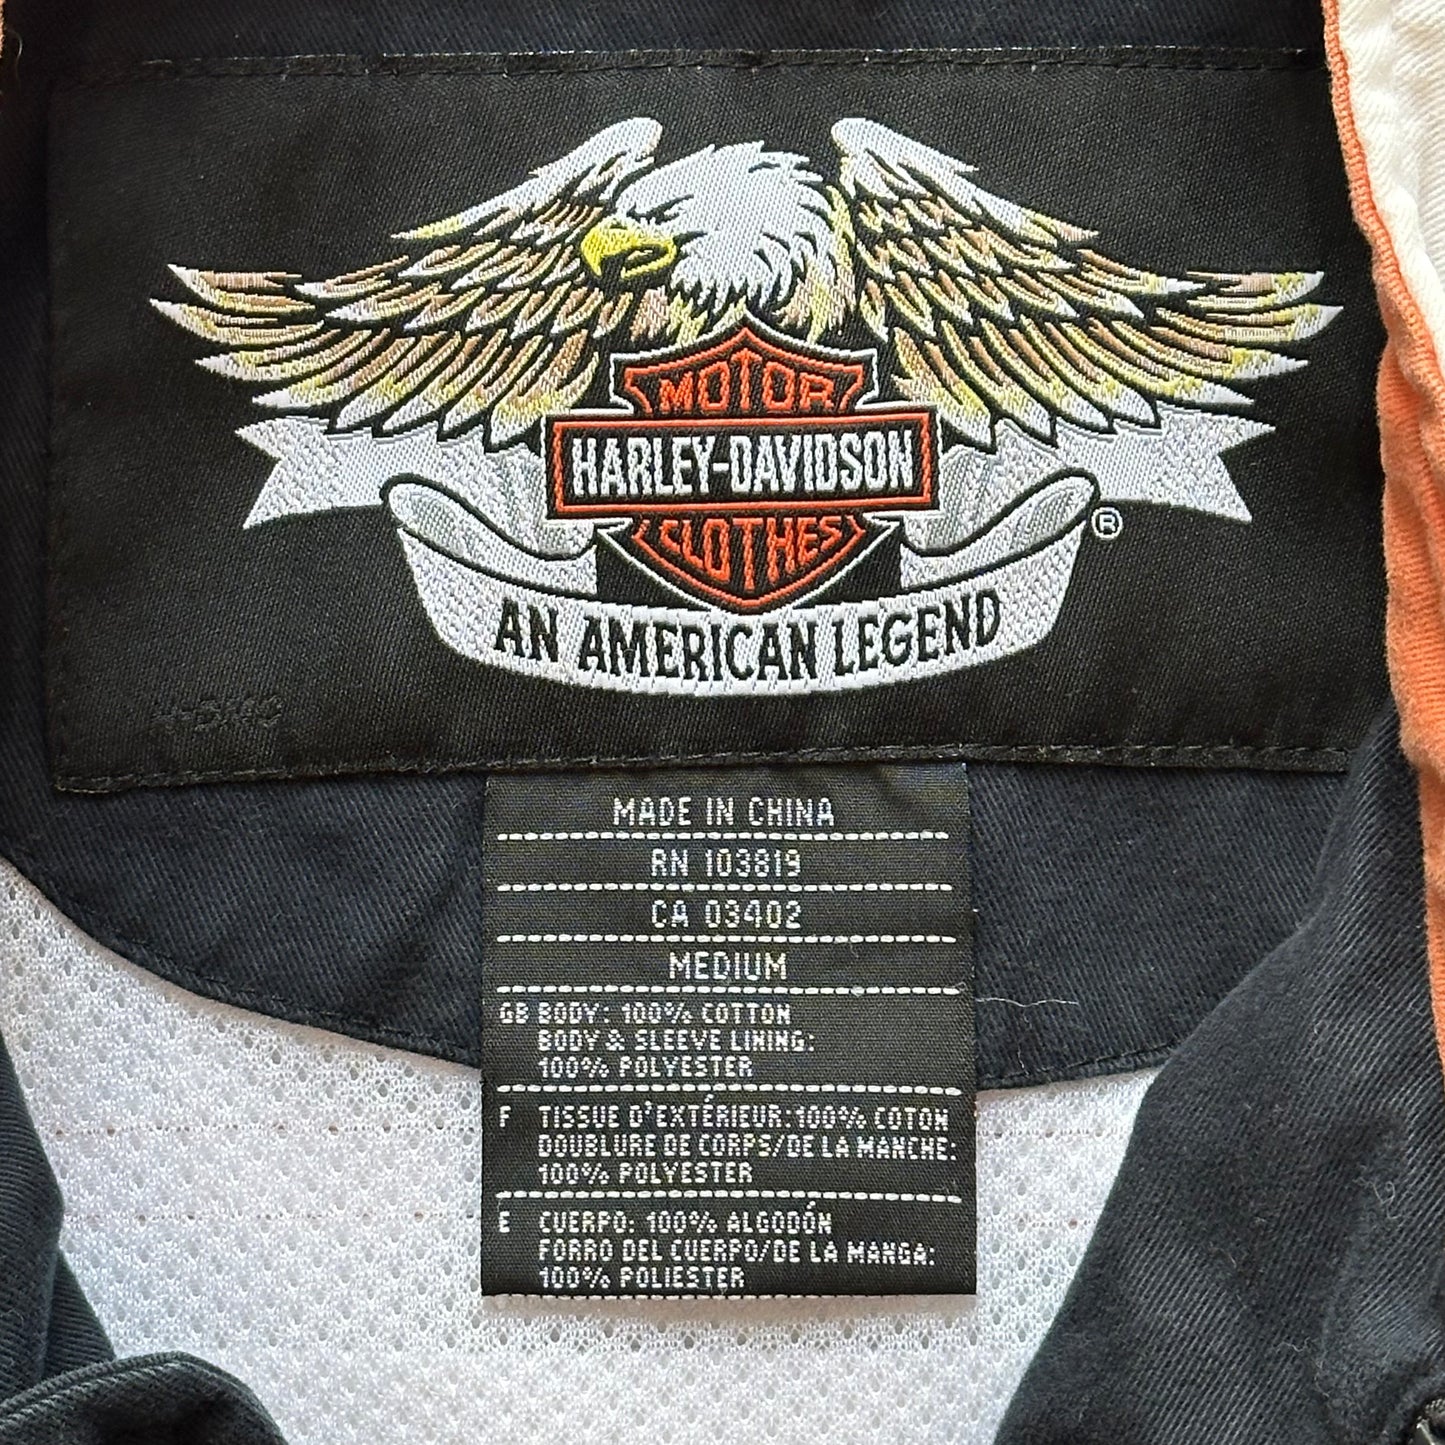 MOTOR
HARLEY-DAVIDSON
CLOTHES
®
AN AMERICAN LEGEND
MADE IN CHINA
RN 103819
CA 03402
MEDIUM
GB BODY: 100% COTTON
BODY & SLEEVE LINING:
100% POLYESTER
F TISSUE D'EXTÉRIEUR:100% COTON
DOUBLURE DE CORPS/DE LA MANCHE:
100% POLYESTER
E CUERPO: 100% ALGODÓN
FORRO DEL CUERPO/DE LA MANGA:
100% POLIESTER